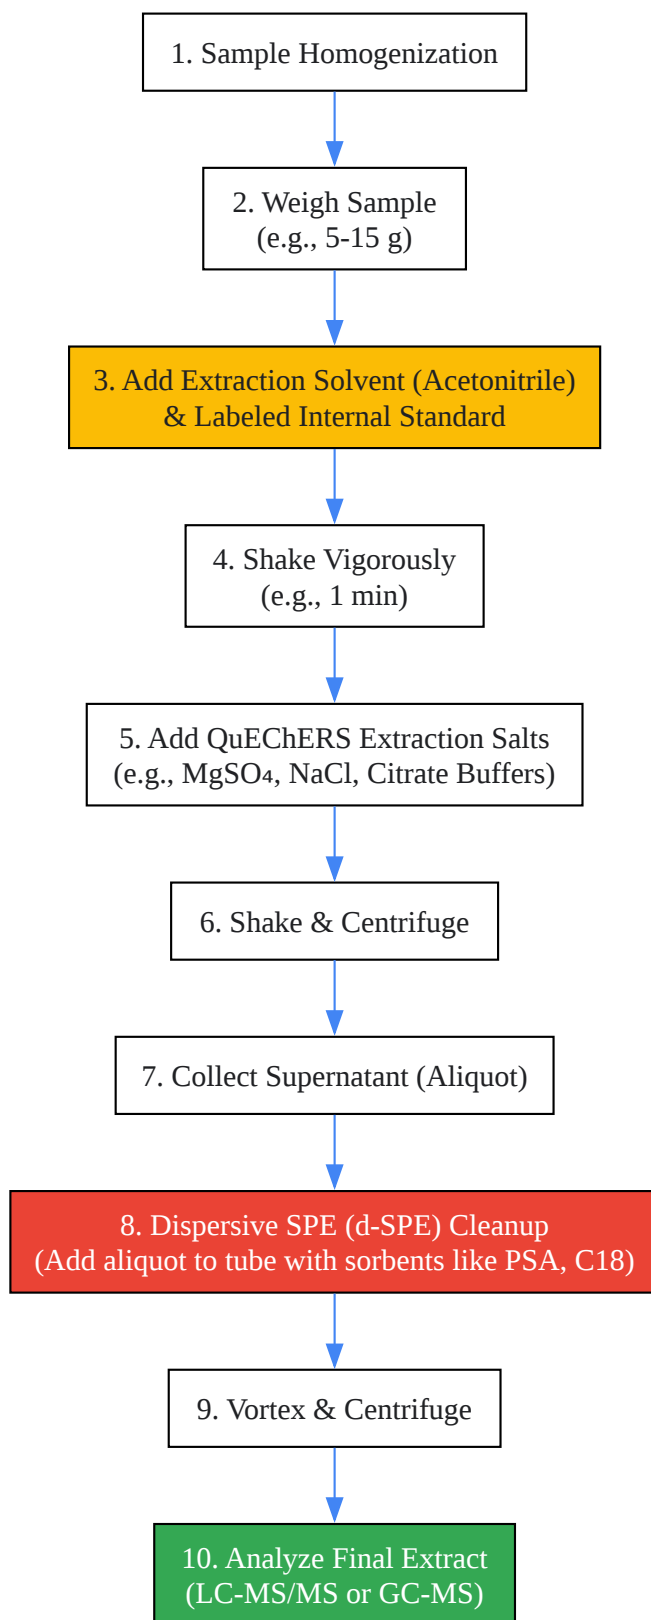 1. Sample Homogenization
2. Weigh Sample
(e.g., 5-15 g)
3. Add Extraction Solvent (Acetonitrile)
& Labeled Internal Standard
4. Shake Vigorously
(e.g., 1 min)
5. Add QuEChERS Extraction Salts
(e.g., MgSO₄, NaCl, Citrate Buffers)
6. Shake & Centrifuge
7. Collect Supernatant (Aliquot)
8. Dispersive SPE (d-SPE) Cleanup
(Add aliquot to tube with sorbents like PSA, C18)
9. Vortex & Centrifuge
10. Analyze Final Extract
(LC-MS/MS or GC-MS)